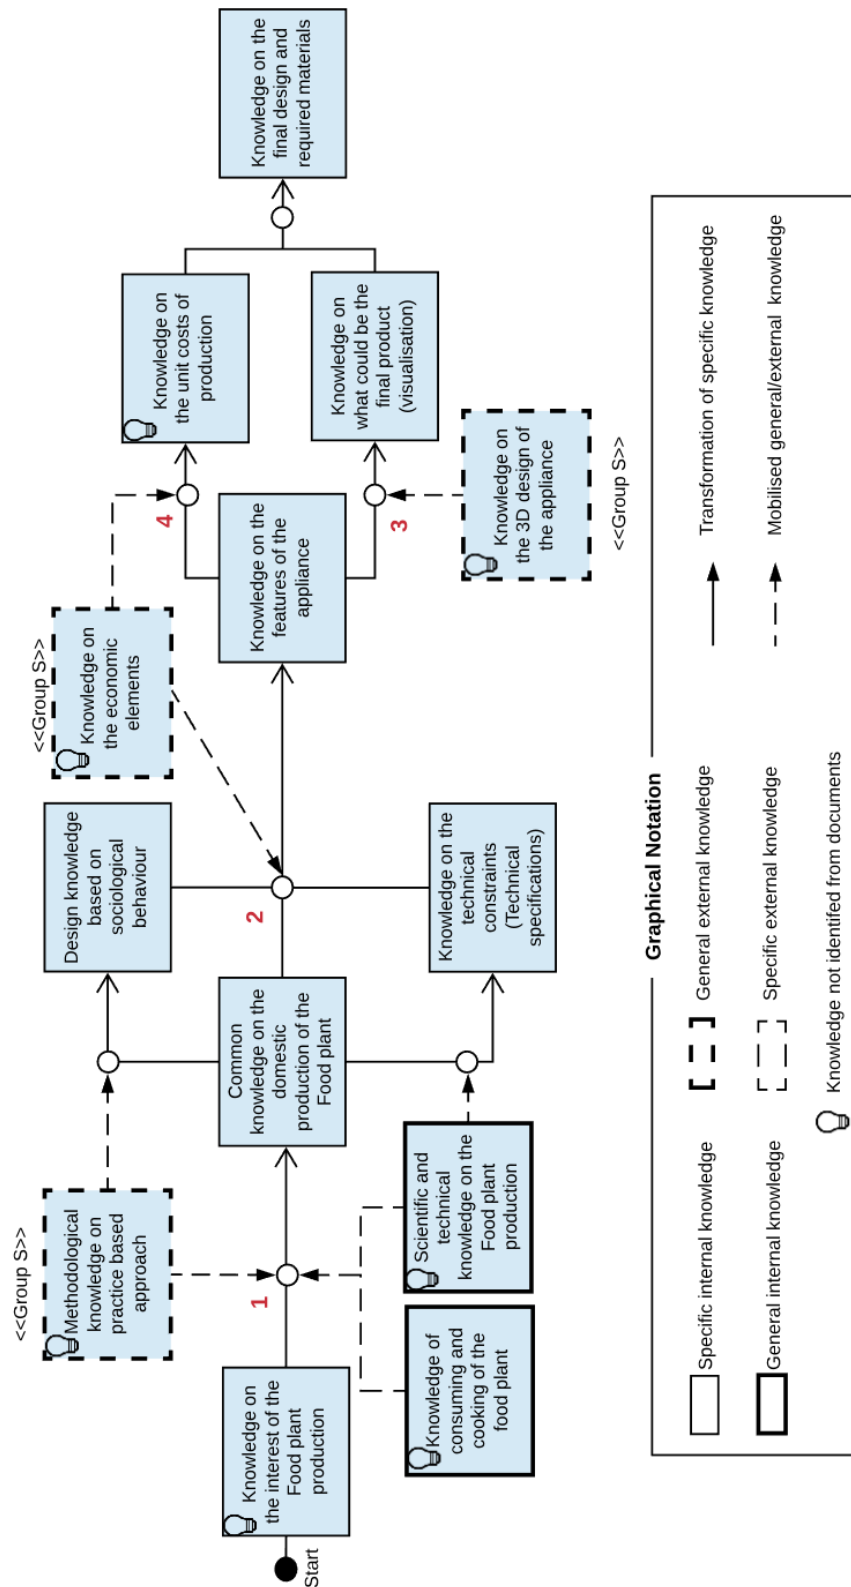 Start
Knowledge on
the interest of the
Food plant
production
<<Group S>>
Methodological
knowledge on
practice based
approach
1
Knowledge of
consuming and
cooking of the
food plant
Scientific and
technical
knowledge on the
Food plant
production
Common
knowledge on the
domestic
production of the
Food plant
Design knowledge
based on
sociological
behaviour
2
Knowledge on the
technical
constraints
(Technical
specifications)
<<Group S>>
Knowledge on
the economic
elements
Knowledge on the
features of the
appliance
4
3
Knowledge on
the 3D design of
the appliance
<<Group S>>
Knowledge on
the unit costs of
production
Knowledge on
what could be the
final product
(visualisation)
Knowledge on the
final design and
required materials
Graphical Notation
Specific internal knowledge
General external knowledge
Transformation of specific knowledge
General internal knowledge
Specific external knowledge
Mobilised general/external knowledge
Knowledge not identifed from documents